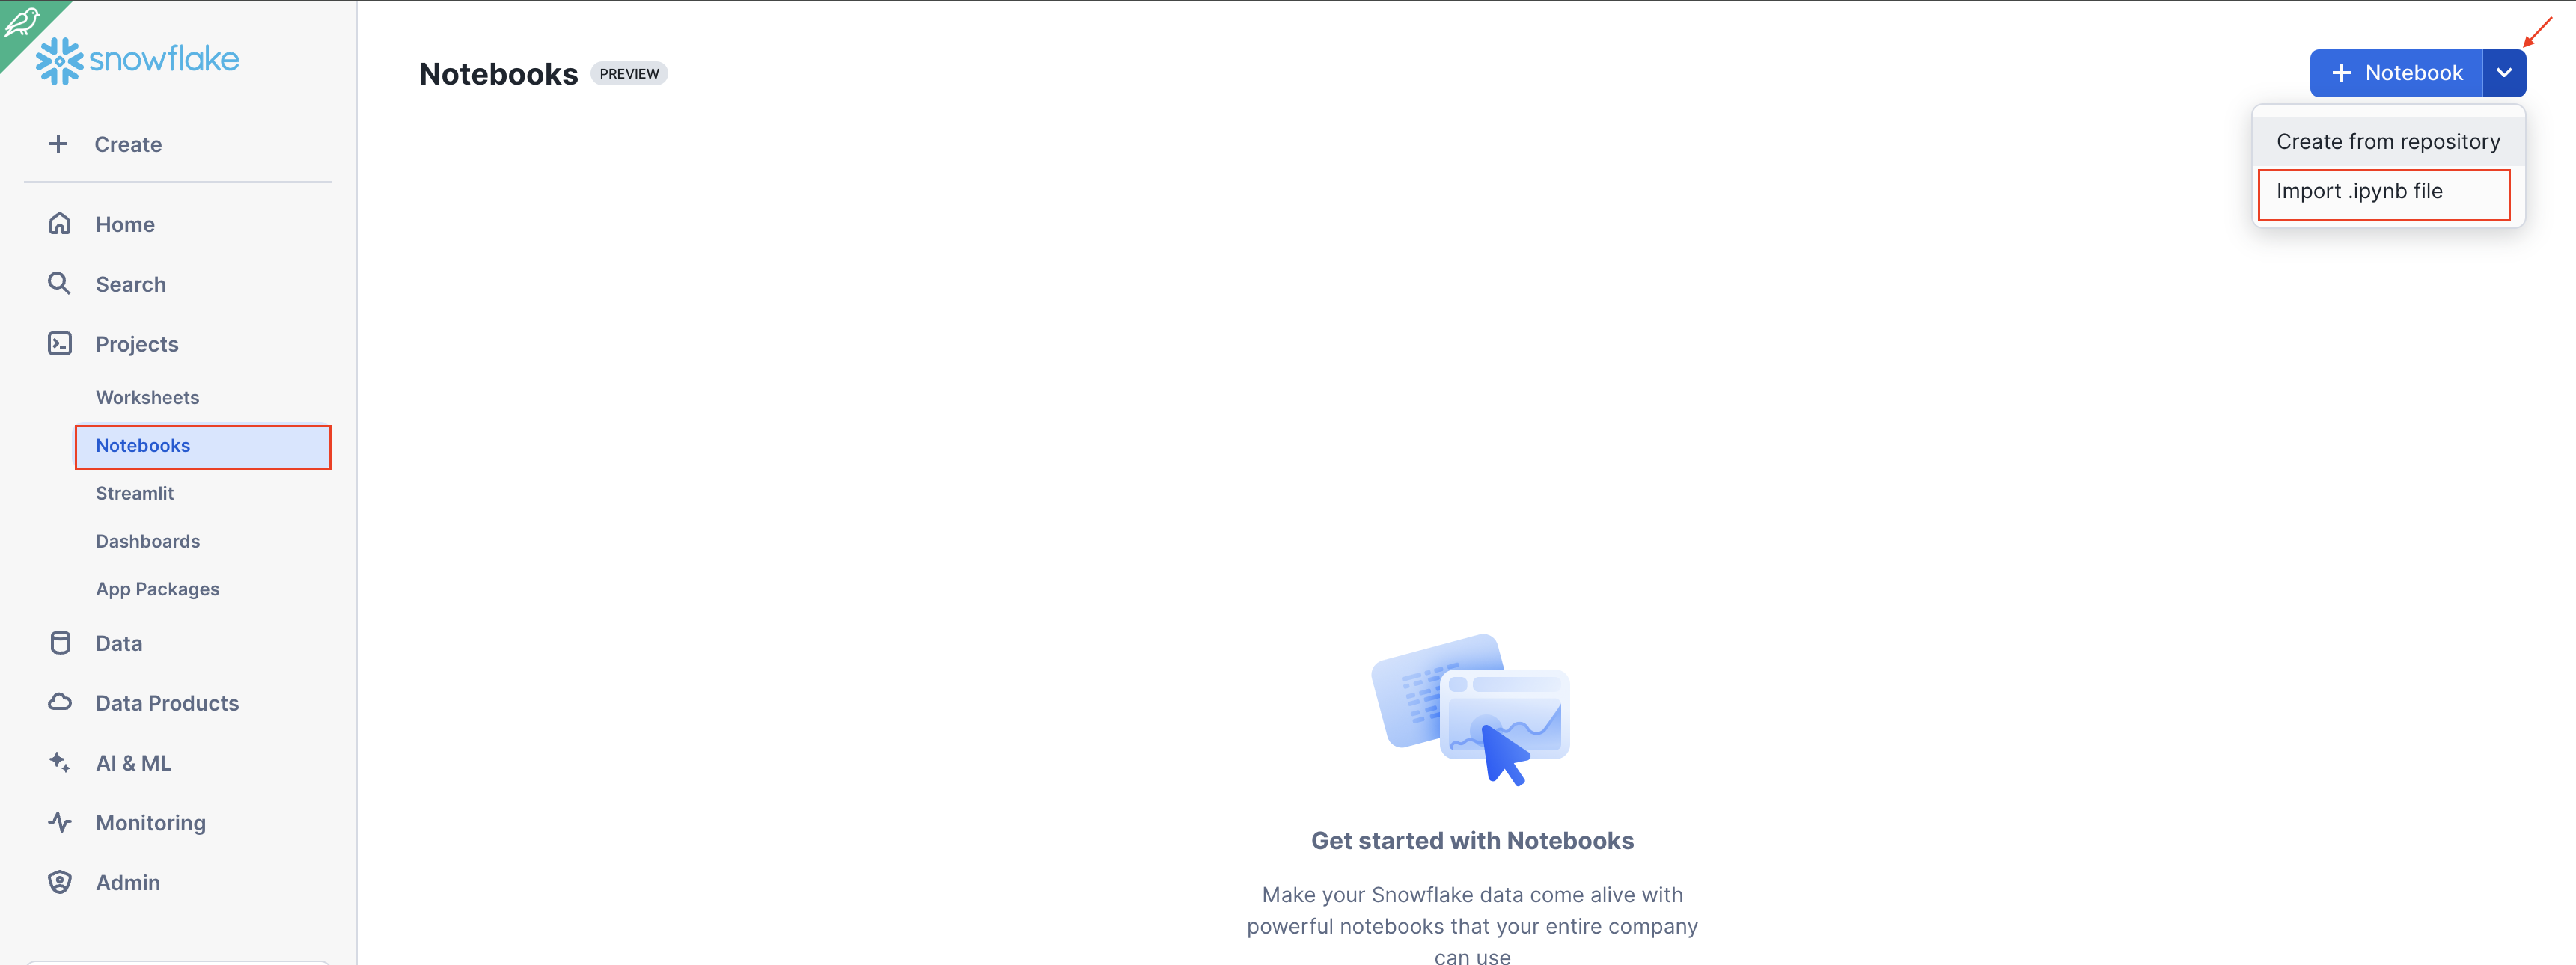 snowflake
Create
Home
Search
Projects
Worksheets
Notebooks
Streamlit
Dashboards
App Packages
Data
Data Products
AI & ML
Monitoring
Admin
Notebooks PREVIEW
+ Notebook
Create from repository
Import .ipynb file
Get started with Notebooks
Make your Snowflake data come alive with
powerful notebooks that your entire company
can use